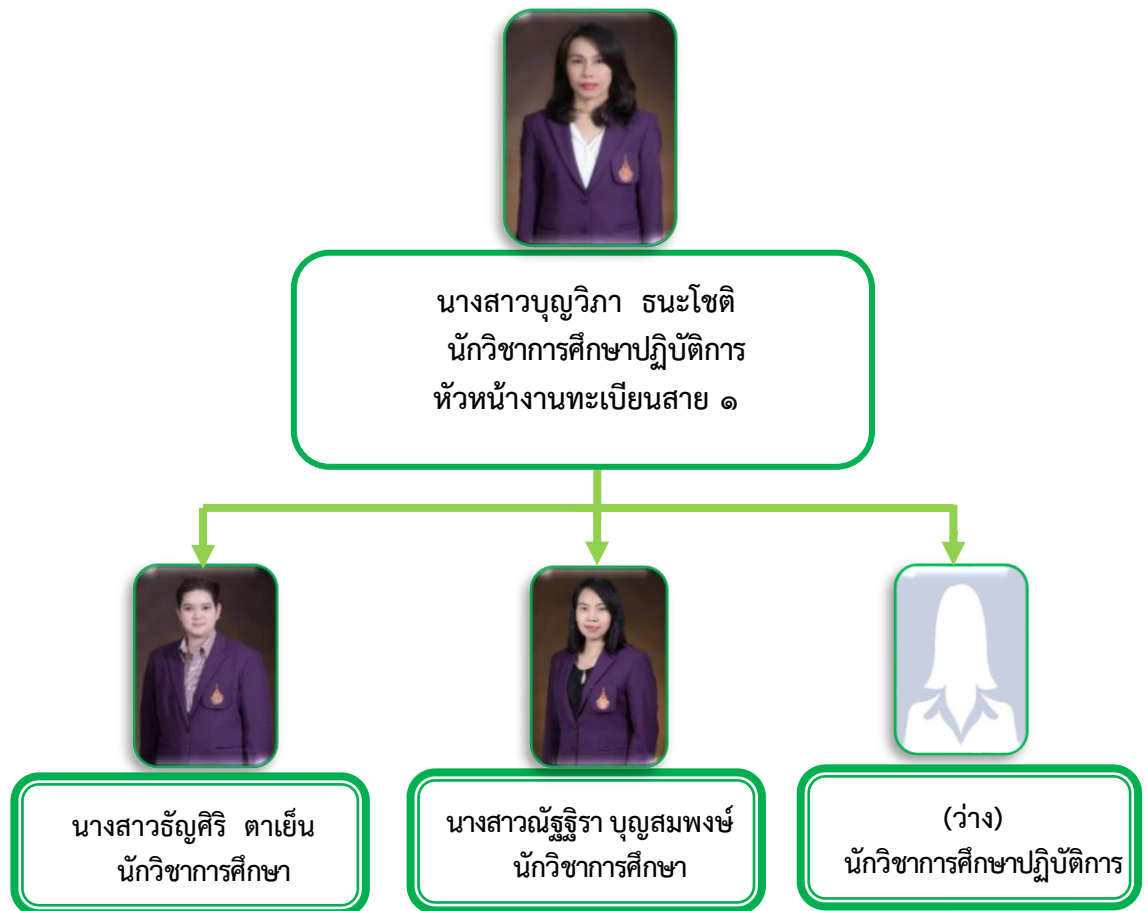 นางสาวบุญวิภา ธนะโชติ
นักวิชาการศึกษาปฏิบัติการ
หัวหน้างานทะเบียนสาย ๑
นางสาวธัญศิริ ตาเย็น
นักวิชาการศึกษา
นางสาวณัฐฐิรา บุญสมพงษ์
นักวิชาการศึกษา
(ว่าง)
นักวิชาการศึกษาปฏิบัติการ